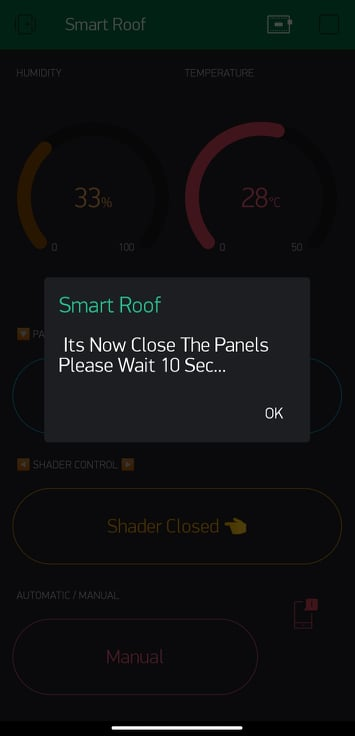 Smart Roof
HUMIDITY
TEMPERATURE
33%
28°C
0
100
0
50
Smart Roof
Its Now Close The Panels
Please Wait 10 Sec...
OK
PA
SHADER CONTROL
Shader Closed
AUTOMATIC / MANUAL
Manual